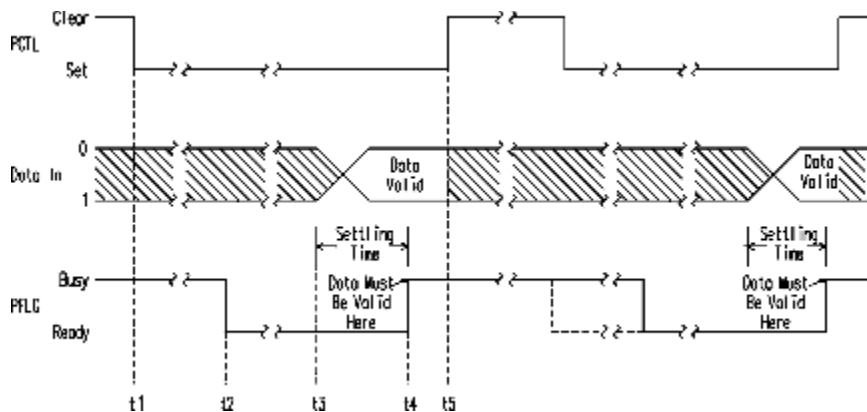 Clear
PCTL
Set
0
Data In
1
Data
Valid
Data
Valid
Settling
Time
Settling
Time
Busy
PFLG
Ready
Data Must
Be Valid
Here
Data Must
Be Valid
Here
t1
t2
t3
t4
t5